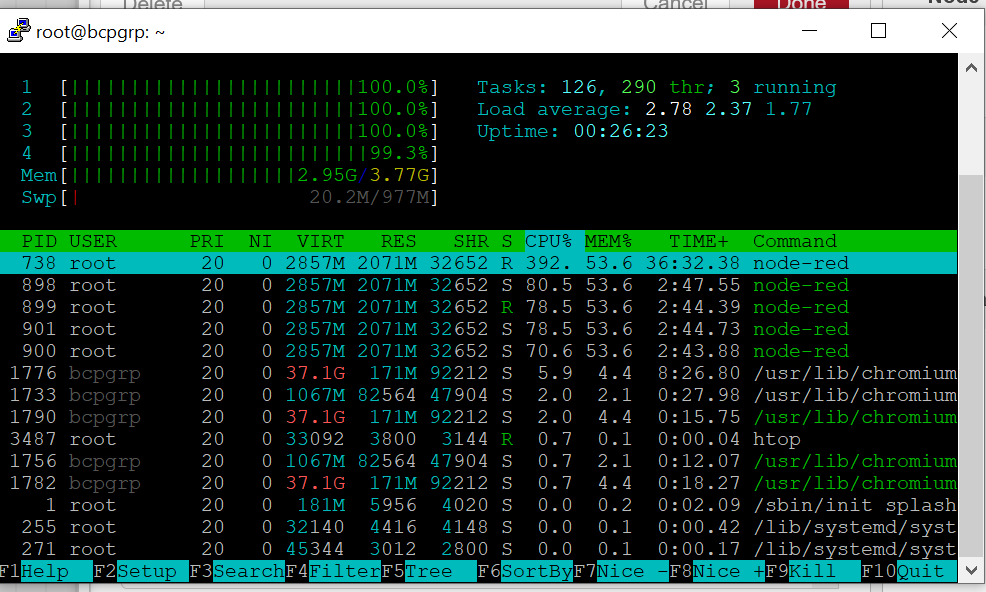 Delete Cancel Done Node
root@bcpgrp: ~
1 [||||||||||||||||||||||||100.0%] Tasks: 126, 290 thr; 3 running
2 [||||||||||||||||||||||||100.0%] Load average: 2.78 2.37 1.77
3 [||||||||||||||||||||||||100.0%] Uptime: 00:26:23
4 [|||||||||||||||||||||||||99.3%]
Mem[|||||||||||||||||||2.95G/3.77G]
Swp[| 20.2M/977M]
PID USER PRI NI VIRT RES SHR S CPU% MEM% TIME+ Command
738 root 20 0 2857M 2071M 32652 R 392. 53.6 36:32.38 node-red
898 root 20 0 2857M 2071M 32652 S 80.5 53.6 2:47.55 node-red
899 root 20 0 2857M 2071M 32652 R 78.5 53.6 2:44.39 node-red
901 root 20 0 2857M 2071M 32652 S 78.5 53.6 2:44.73 node-red
900 root 20 0 2857M 2071M 32652 S 70.6 53.6 2:43.88 node-red
1776 bcpgrp 20 0 37.1G 171M 92212 S 5.9 4.4 8:26.80 /usr/lib/chromium
1733 bcpgrp 20 0 1067M 82564 47904 S 2.0 2.1 0:27.98 /usr/lib/chromium
1790 bcpgrp 20 0 37.1G 171M 92212 S 2.0 4.4 0:15.75 /usr/lib/chromium
3487 root 20 0 33092 3800 3144 R 0.7 0.1 0:00.04 htop
1756 bcpgrp 20 0 1067M 82564 47904 S 0.7 2.1 0:12.07 /usr/lib/chromium
1782 bcpgrp 20 0 37.1G 171M 92212 S 0.7 4.4 0:18.27 /usr/lib/chromium
1 root 20 0 181M 5956 4020 S 0.0 0.2 0:02.09 /sbin/init splash
255 root 20 0 32140 4416 4148 S 0.0 0.1 0:00.42 /lib/systemd/syst
271 root 20 0 45344 3012 2800 S 0.0 0.1 0:00.17 /lib/systemd/syst
F1Help F2Setup F3SearchF4FilterF5Tree F6SortByF7Nice -F8Nice +F9Kill F10Quit